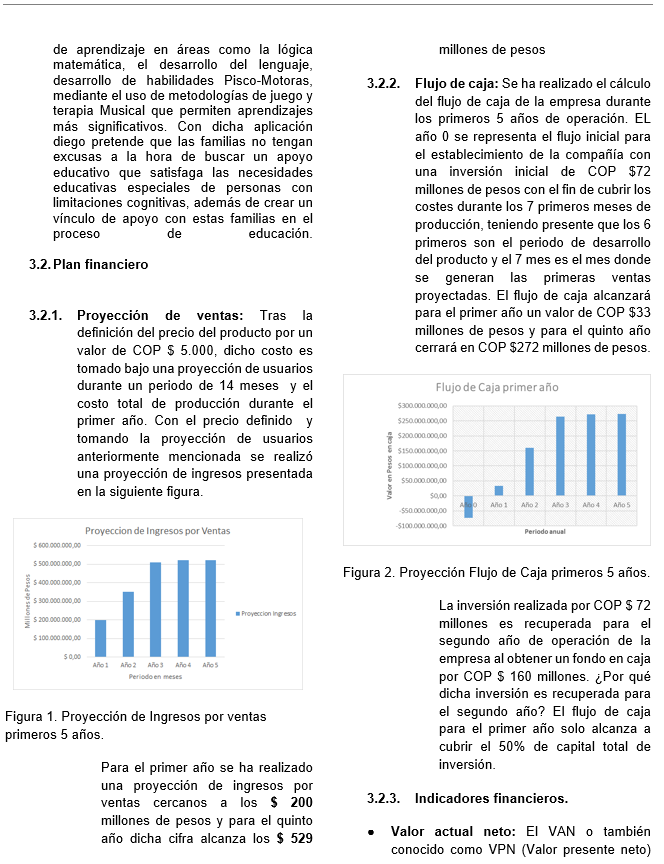 de aprendizaje en áreas como la lógica
matemática, el desarrollo del lenguaje,
desarrollo de habilidades Pisco-Motoras,
mediante el uso de metodologías de juego y
terapia Musical que permiten aprendizajes
más significativos. Con dicha aplicación
diego pretende que las familias no tengan
excusas a la hora de buscar un apoyo
educativo que satisfaga las necesidades
educativas especiales de personas con
limitaciones cognitivas, además de crear un
vínculo de apoyo con estas familias en el
proceso de educación.
3.2. Plan financiero
3.2.1. Proyección de ventas: Tras la
definición del precio del producto por un
valor de COP $ 5.000, dicho costo es
tomado bajo una proyección de usuarios
durante un periodo de 14 meses y el
costo total de producción durante el
primer año. Con el precio definido y
tomando la proyección de usuarios
anteriormente mencionada se realizó
una proyección de ingresos presentada
en la siguiente figura.
Proyeccion de Ingresos por Ventas
$ 600.000.000,00
$ 500.000.000,00
$ 400.000.000,00
$ 300.000.000,00
$ 200.000.000,00
$ 100.000.000,00
$ 0,00
Millones de Pesos
Año 1 Año 2 Año 3 Año 4 Año 5
Periodo en meses
Proyeccion Ingresos
Figura 1. Proyección de Ingresos por ventas
primeros 5 años.
Para el primer año se ha realizado
una proyección de ingresos por
ventas cercanos a los $ 200
millones de pesos y para el quinto
año dicha cifra alcanza los $ 529
millones de pesos
3.2.2. Flujo de caja: Se ha realizado el cálculo
del flujo de caja de la empresa durante
los primeros 5 años de operación. EL
año 0 se representa el flujo inicial para
el establecimiento de la compañía con
una inversión inicial de COP $72
millones de pesos con el fin de cubrir los
costes durante los 7 primeros meses de
producción, teniendo presente que los 6
primeros son el periodo de desarrollo
del producto y el 7 mes es el mes donde
se generan las primeras ventas
proyectadas. El flujo de caja alcanzará
para el primer año un valor de COP $33
millones de pesos y para el quinto año
cerrará en COP $272 millones de pesos.
Flujo de Caja primer año
$300.000.000,00
$250.000.000,00
$200.000.000,00
$150.000.000,00
$100.000.000,00
$50.000.000,00
$0,00
-$50.000.000,00
-$100.000.000,00
Valor en Pesos en caja
Año 0 Año 1 Año 2 Año 3 Año 4 Año 5
Periodo anual
Figura 2. Proyección Flujo de Caja primeros 5 años.
La inversión realizada por COP $ 72
millones es recuperada para el
segundo año de operación de la
empresa al obtener un fondo en caja
por COP $ 160 millones. ¿Por qué
dicha inversión es recuperada para
el segundo año? El flujo de caja
para el primer año solo alcanza a
cubrir el 50% de capital total de
inversión.
3.2.3. Indicadores financieros.
● Valor actual neto: El VAN o también
conocido como VPN (Valor presente neto)